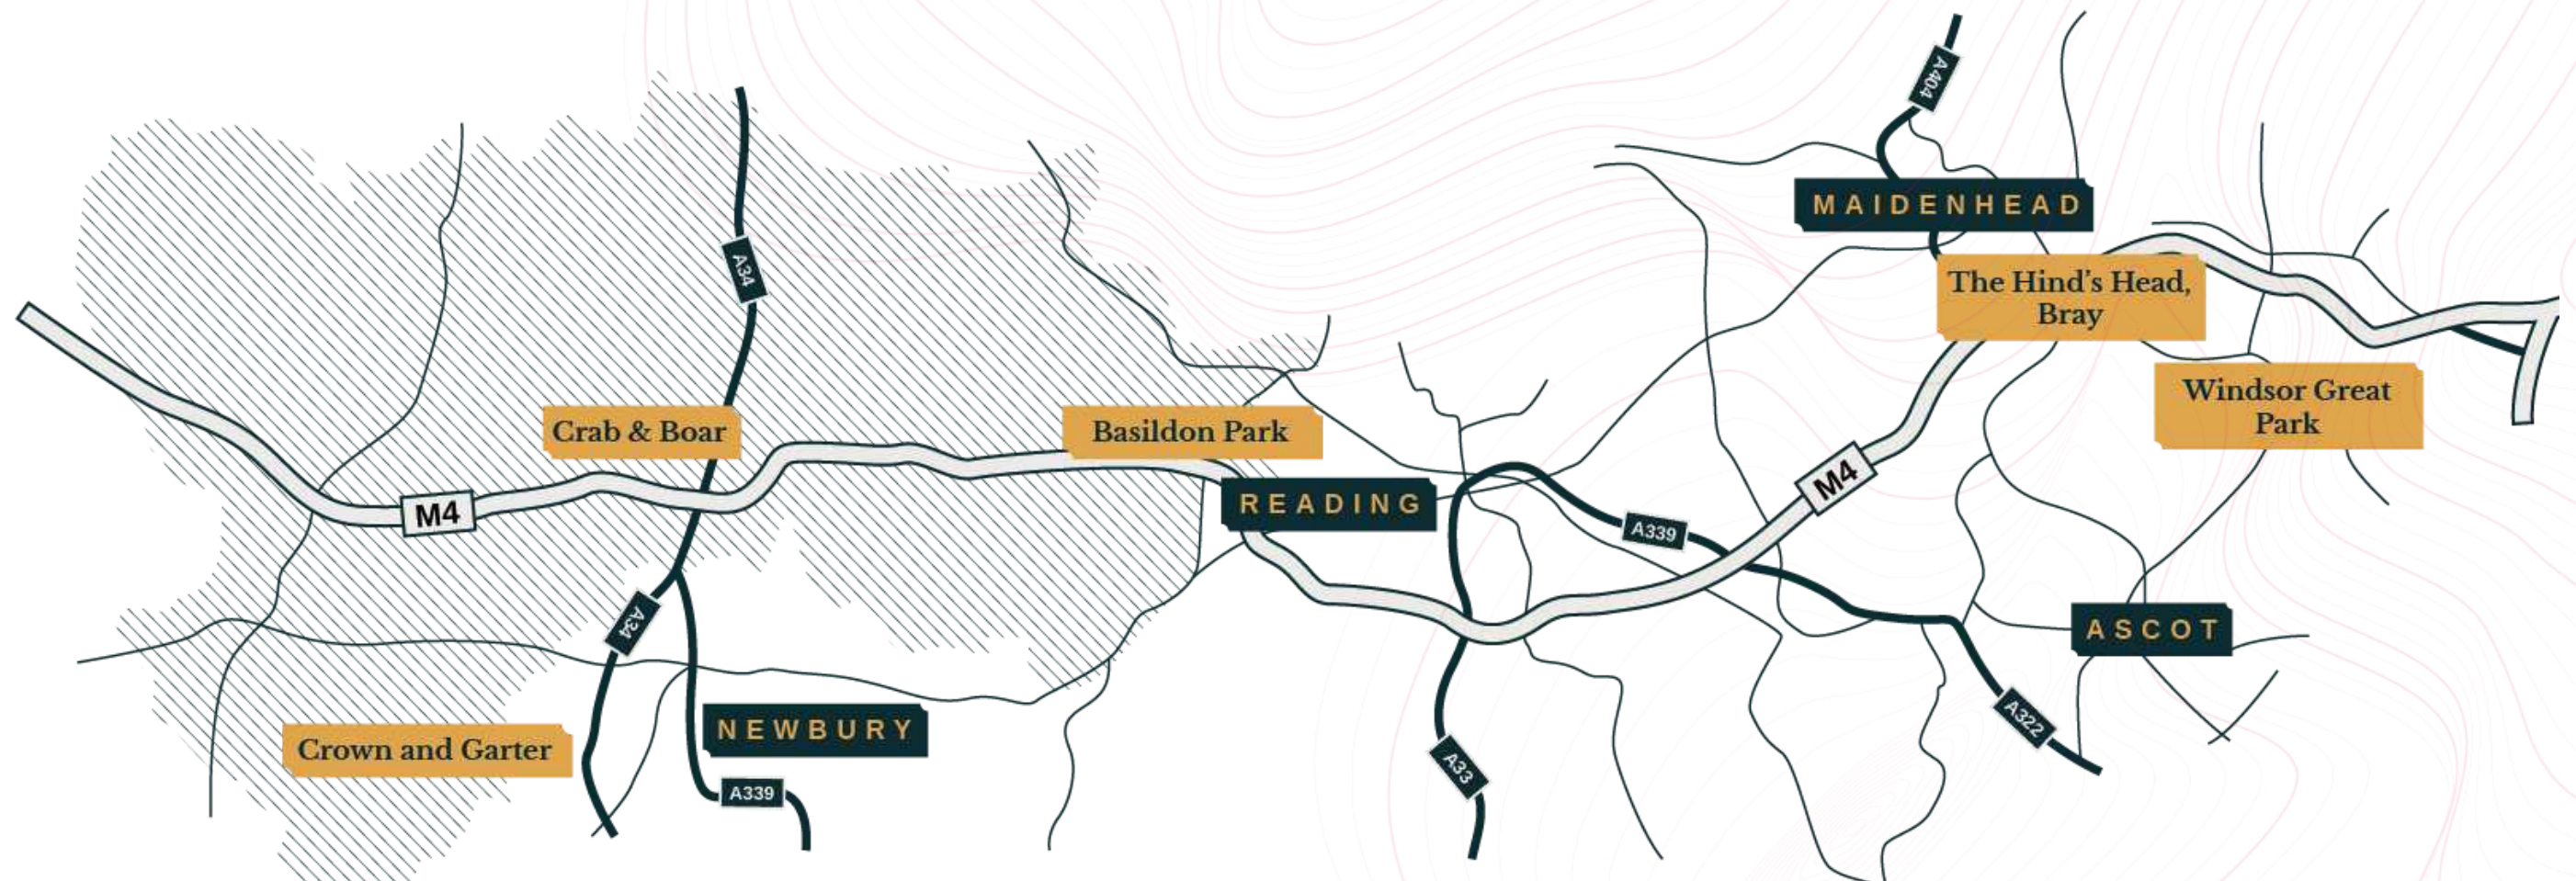 A404
MAIDENHEAD
A34
The Hind's Head,
Bray
Windsor Great
Park
Crab & Boar
Basildon Park
M4
READING
M4
A339
A34
ASCOT
NEWBURY
A322
Crown and Garter
A33
A339